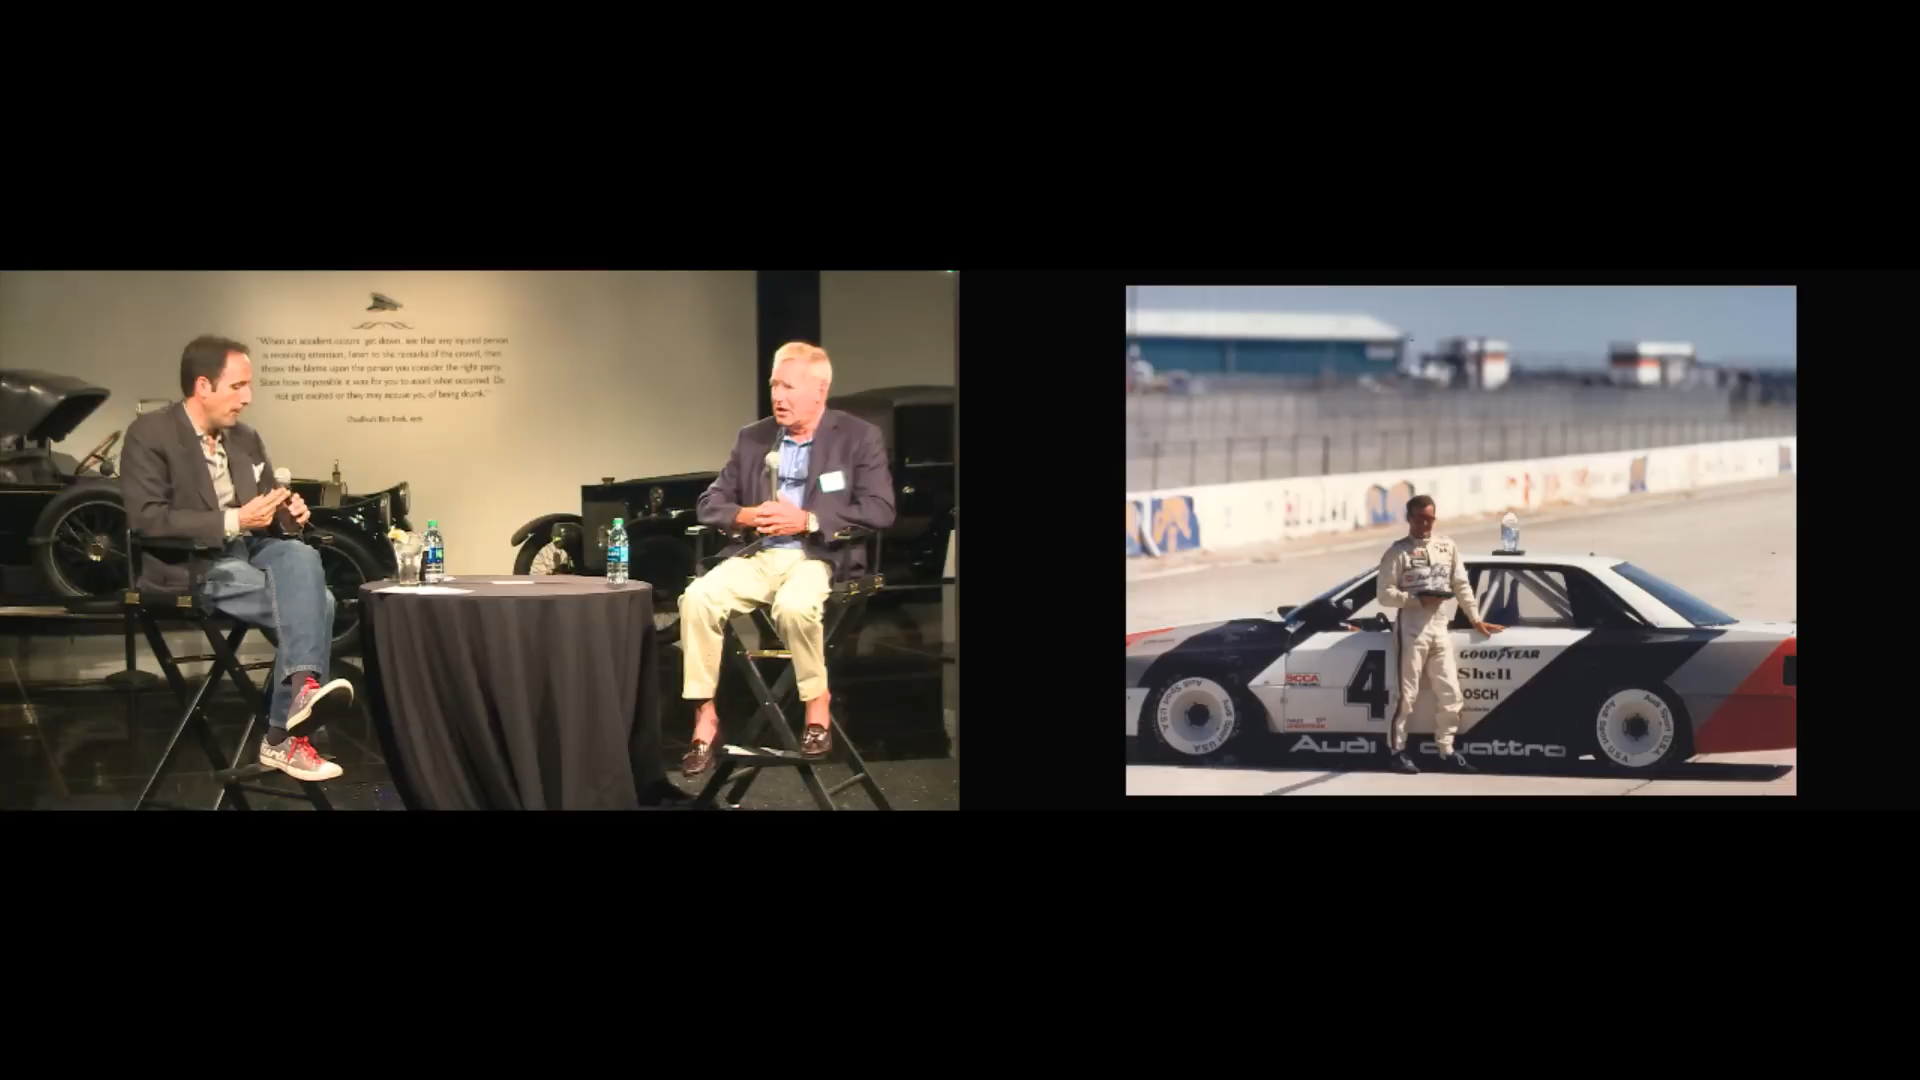 "When an accident occurs, get down, see that any injured person
is receiving attention, listen to the remarks of the crowd, then
throw the blame upon the person you consider the right party.
State how impossible it was for you to avoid what occurred. Do
not get excited or they may accuse you of being drunk."
GOODYEAR
Shell
OSCH
SCCA
4
Audi quattro
Audi Sport USA
Audi Sport USA